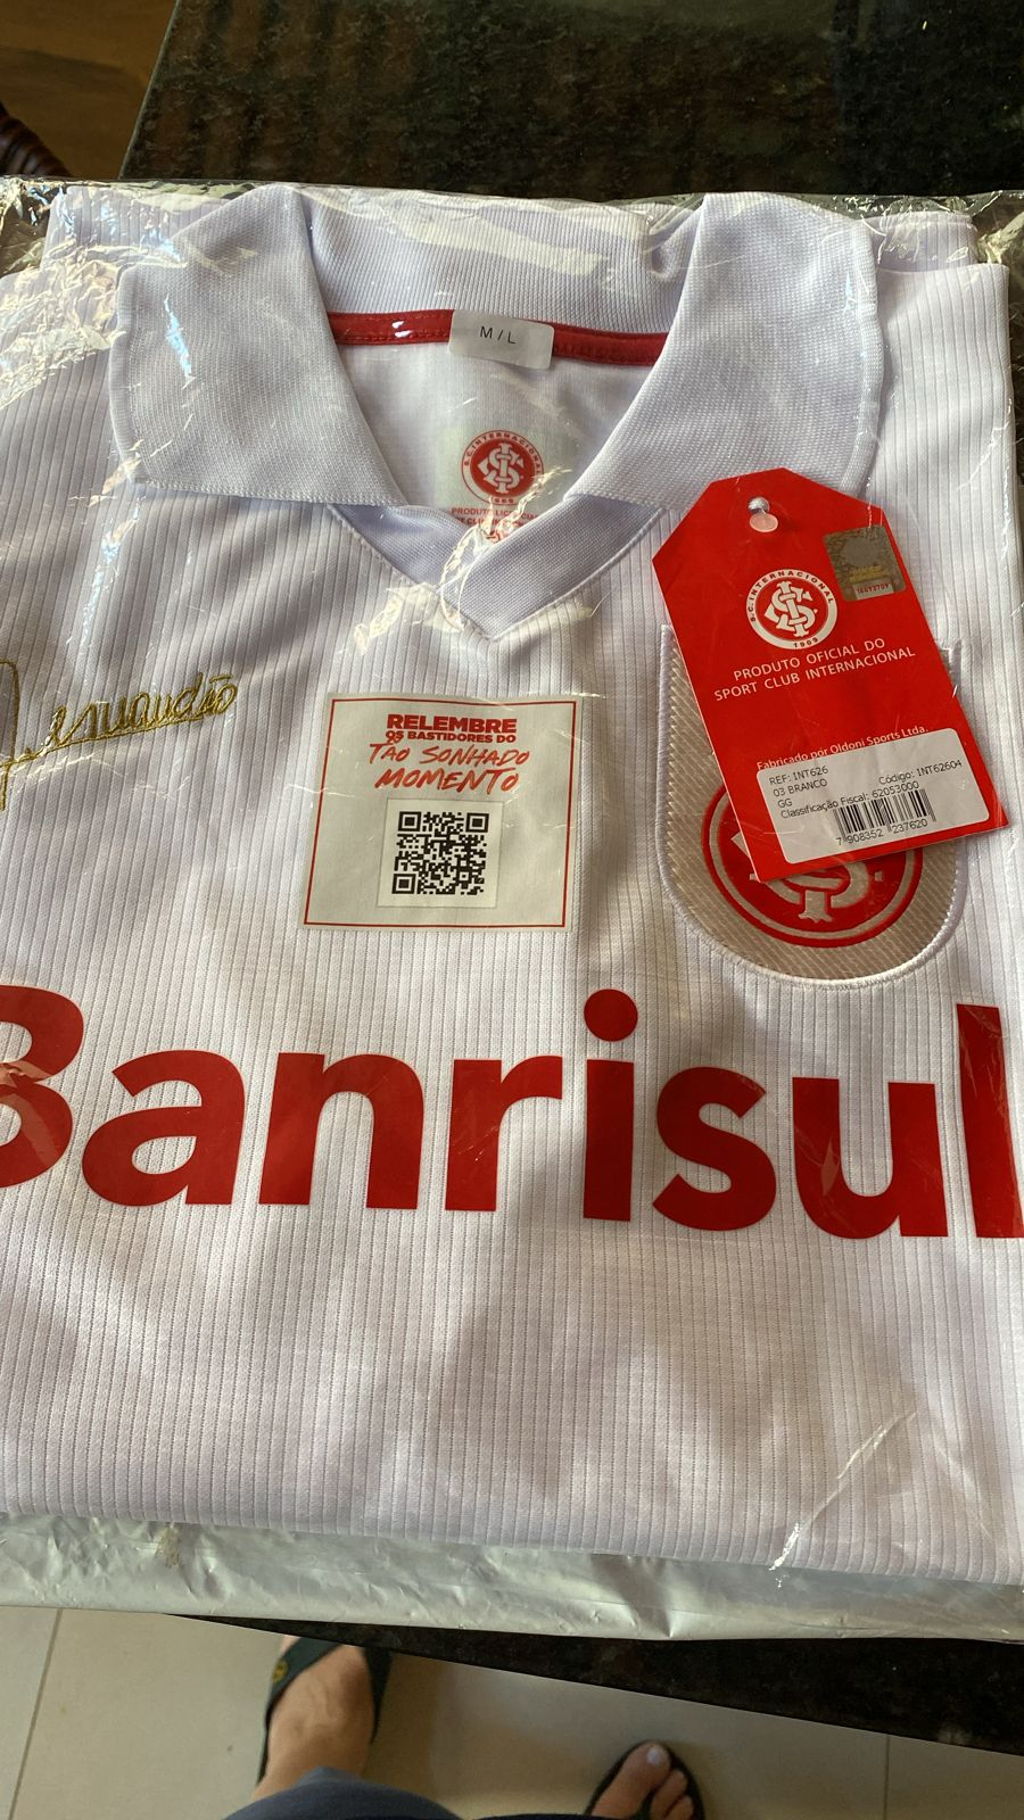 M/L
S.C.INTERNACIONAL
1909
S.C.INTERNACIONAL
1909
PRODUTO OFICIAL DO
SPORT CLUB INTERNACIONAL
Fabricado por Oldoni Sports Ltda.
REF: INT626
Código: INT62604
03 BRANCO
GG
Classificação Fiscal: 62053000
7 908352 237620
RELEMBRE
OS BASTIDORES DO
TÃO SONHADO
MOMENTO
Banrisul